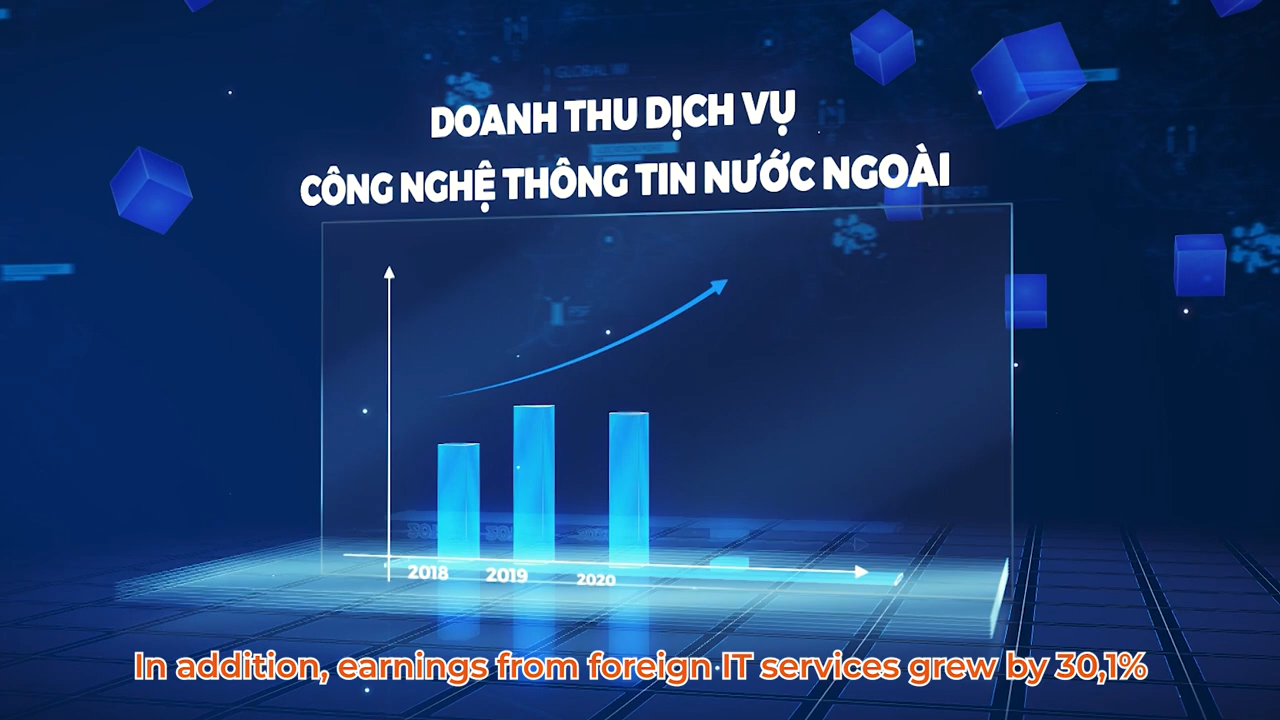 DOANH THU DỊCH VỤ
CÔNG NGHỆ THÔNG TIN NƯỚC NGOÀI
2018 2019 2020
In addition, earnings from foreign IT services grew by 30,1%